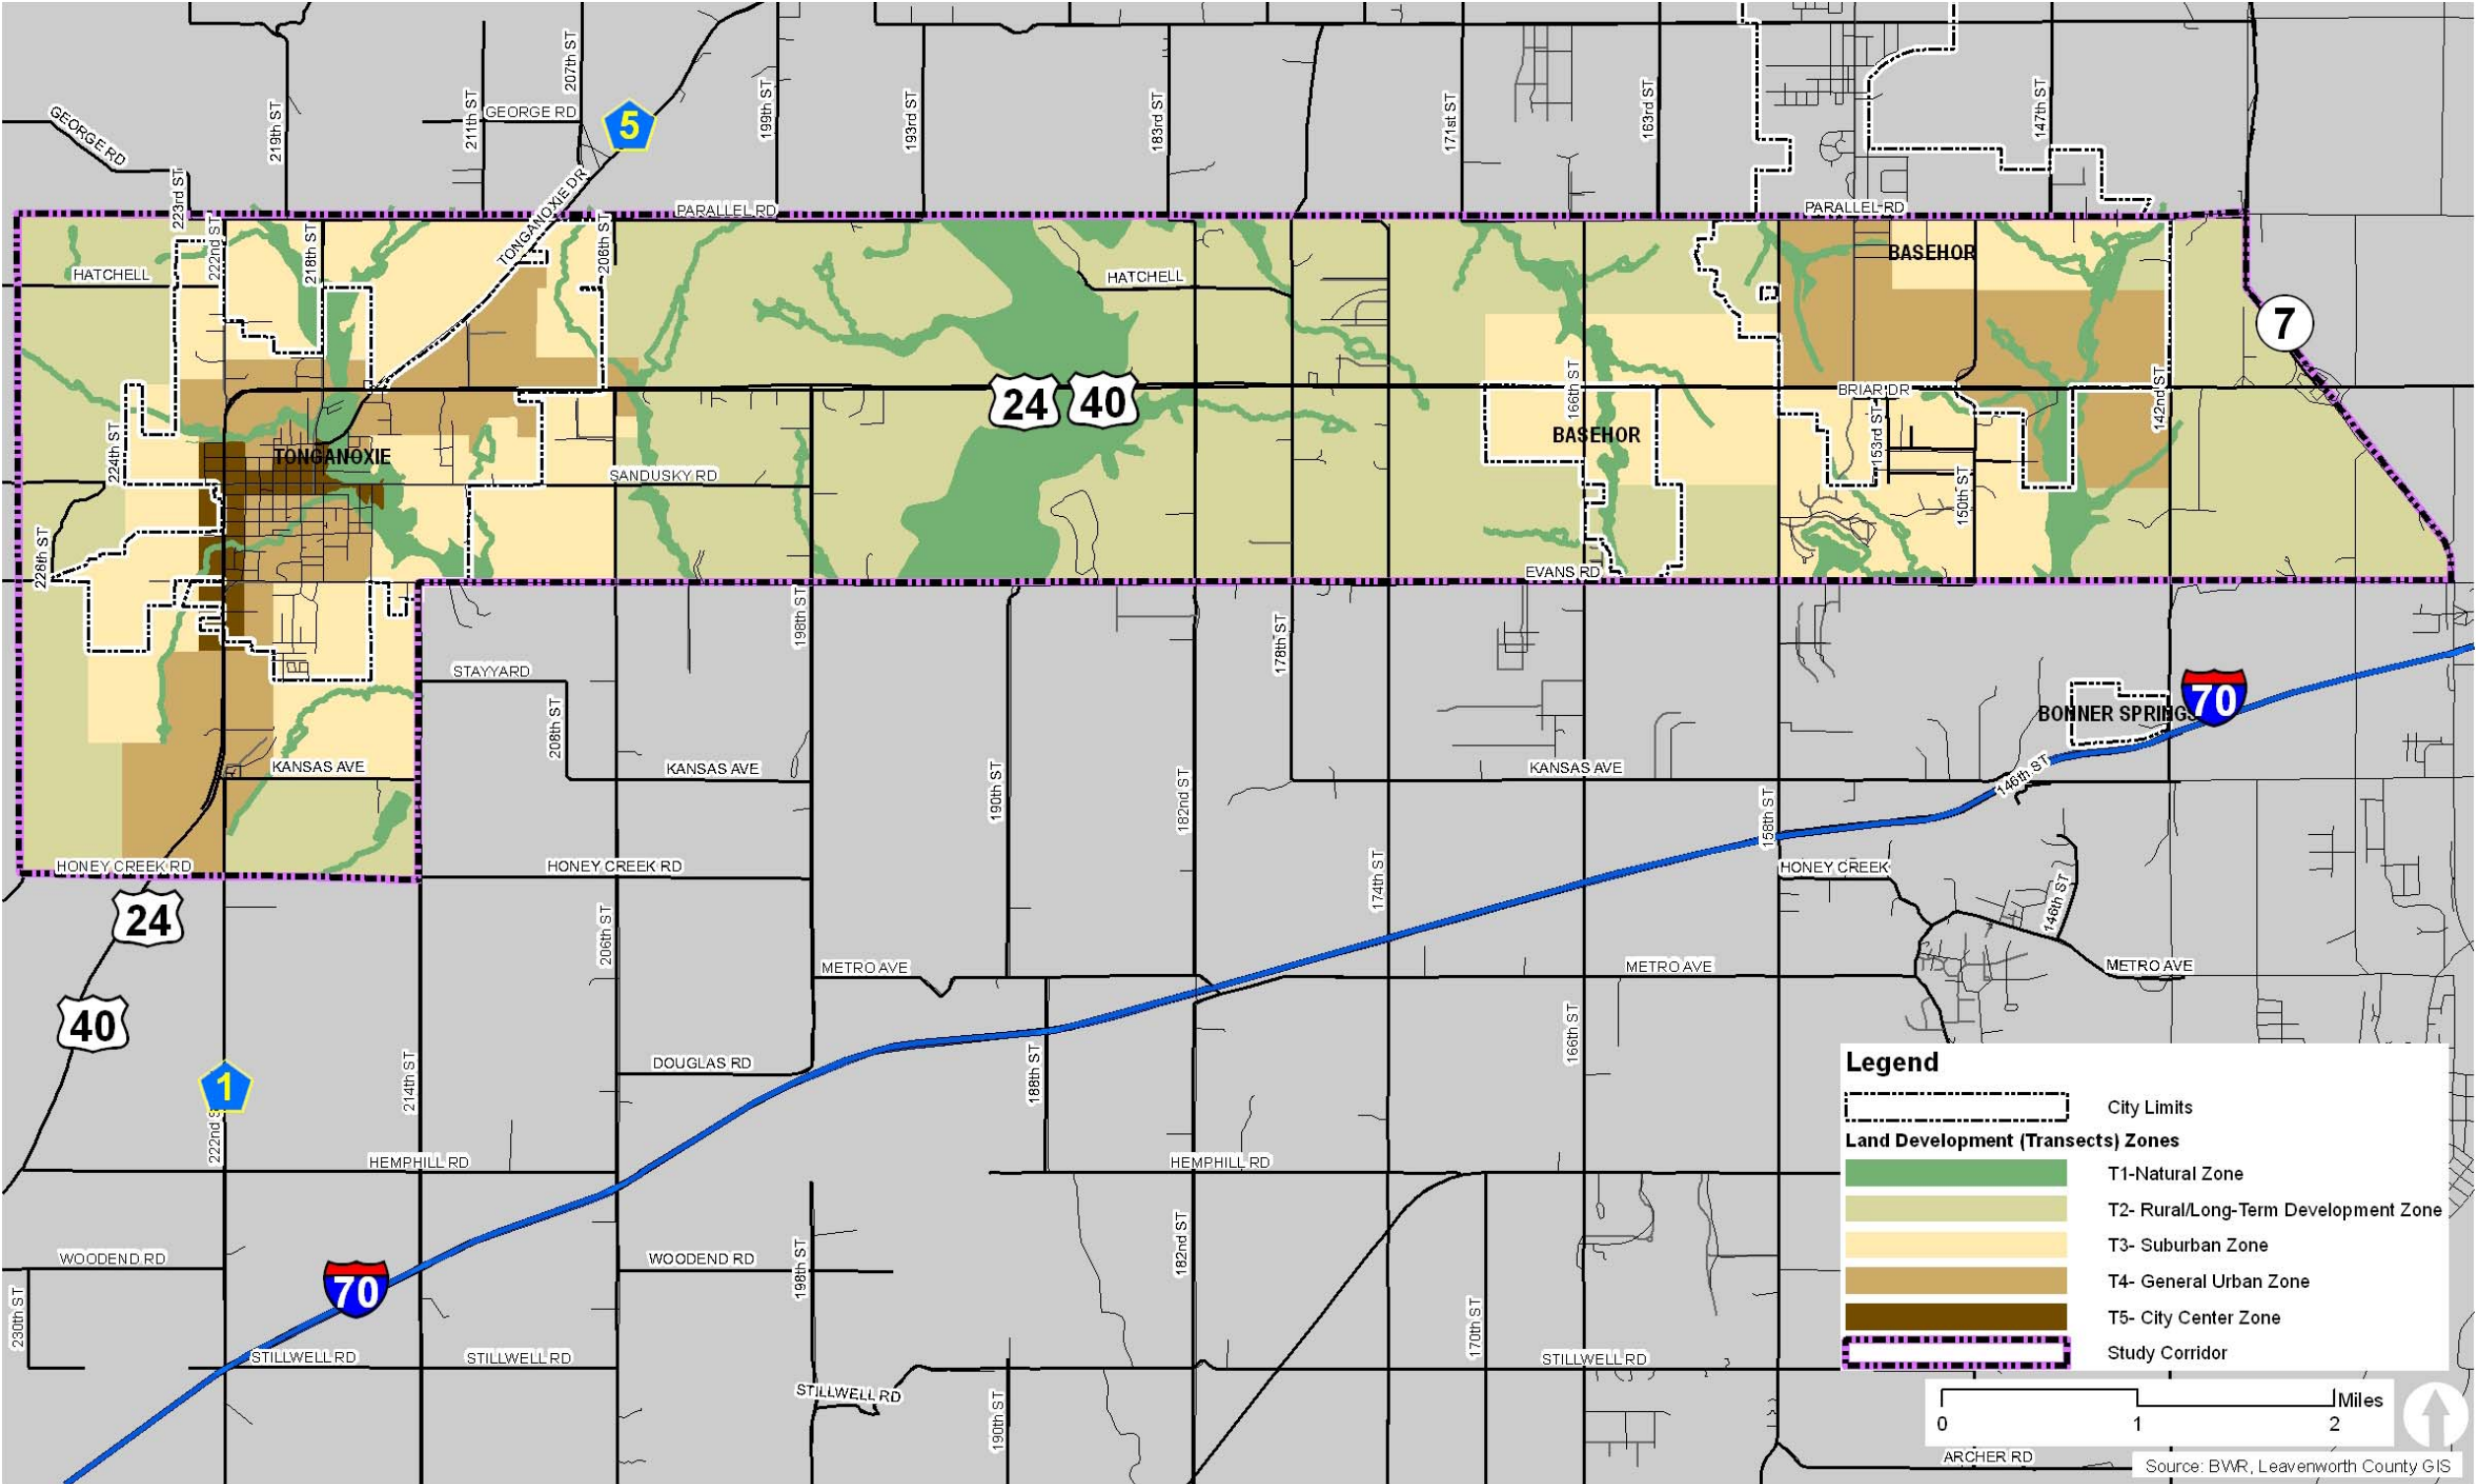 207th ST
219th ST
211th ST
GEORGE RD
5
199th ST
193rd ST
183rd ST
171st ST
163rd ST
147th ST
GEORGE RD
223rd ST
TONGANOXIE DR
PARALLEL RD
PARALLEL RD
222nd ST
218th ST
206th ST
HATCHELL
HATCHELL
BASEHOR
7
24
40
166th ST
BRIAR DR
142nd ST
BASEHOR
153rd ST
224th ST
TONGANOXIE
SANDUSKY RD
150th ST
228th ST
EVANS RD
198th ST
178th ST
STAYYARD
208th ST
70
BONNER SPRINGS
KANSAS AVE
KANSAS AVE
KANSAS AVE
146th ST
190th ST
182nd ST
158th ST
HONEY CREEK RD
HONEY CREEK RD
HONEY CREEK
174th ST
146th ST
24
206th ST
METRO AVE
METRO AVE
METRO AVE
40
166th ST
DOUGLAS RD
188th ST
214th ST
1
222nd S
HEMPHILL RD
HEMPHILL RD
WOODEND RD
WOODEND RD
198th ST
182nd ST
70
230th ST
170th ST
STILLWELL RD
STILLWELL RD
STILLWELL RD
STILLWELL RD
190th ST
ARCHER RD
Legend
City Limits
Land Development (Transects) Zones
T1-Natural Zone
T2- Rural/Long-Term Development Zone
T3- Suburban Zone
T4- General Urban Zone
T5- City Center Zone
Study Corridor
Miles
0 1 2
Source: BWR, Leavenworth County GIS